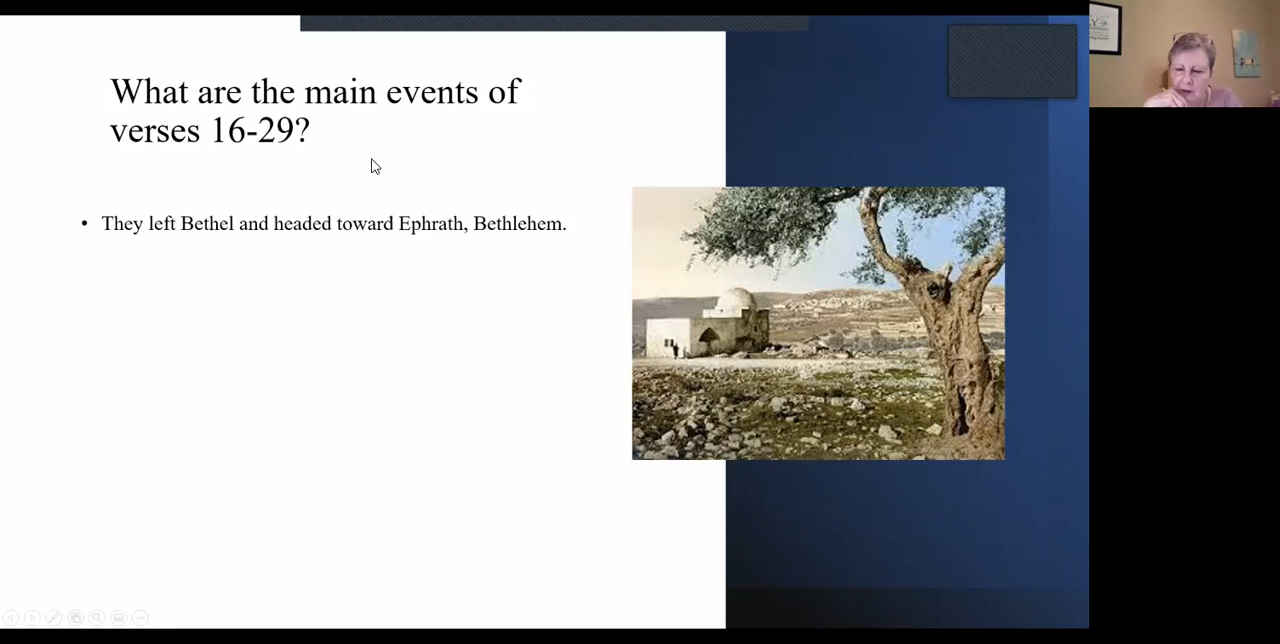 What are the main events of
verses 16-29?
• They left Bethel and headed toward Ephrath, Bethlehem.